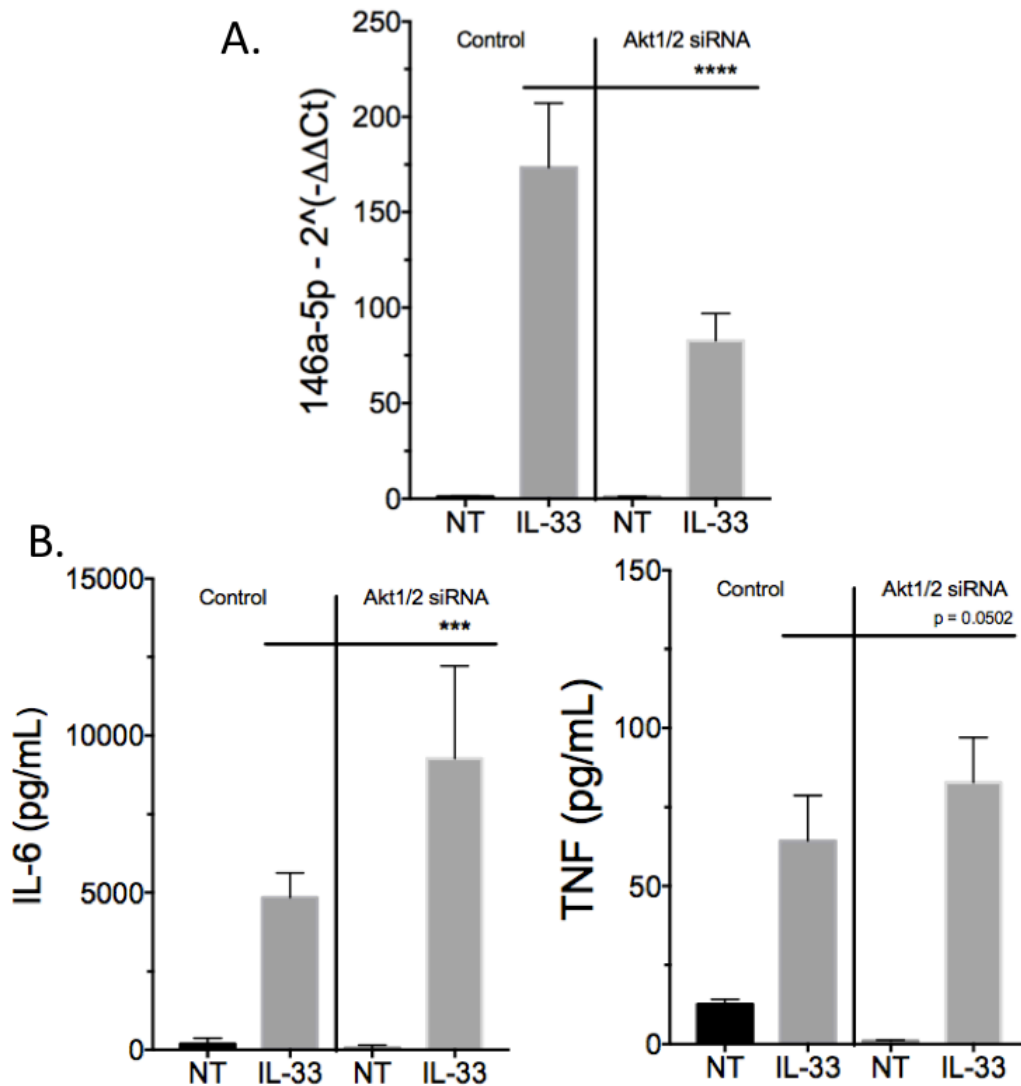 A.
Control Akt1/2 siRNA
****
146a-5p - 2^(-ΔΔCt)
250
200
150
100
50
0
NT IL-33 NT IL-33
B.
Control Akt1/2 siRNA
***
IL-6 (pg/mL)
15000
10000
5000
0
NT IL-33 NT IL-33
Control Akt1/2 siRNA
p = 0.0502
TNF (pg/mL)
150
100
50
0
NT IL-33 NT IL-33